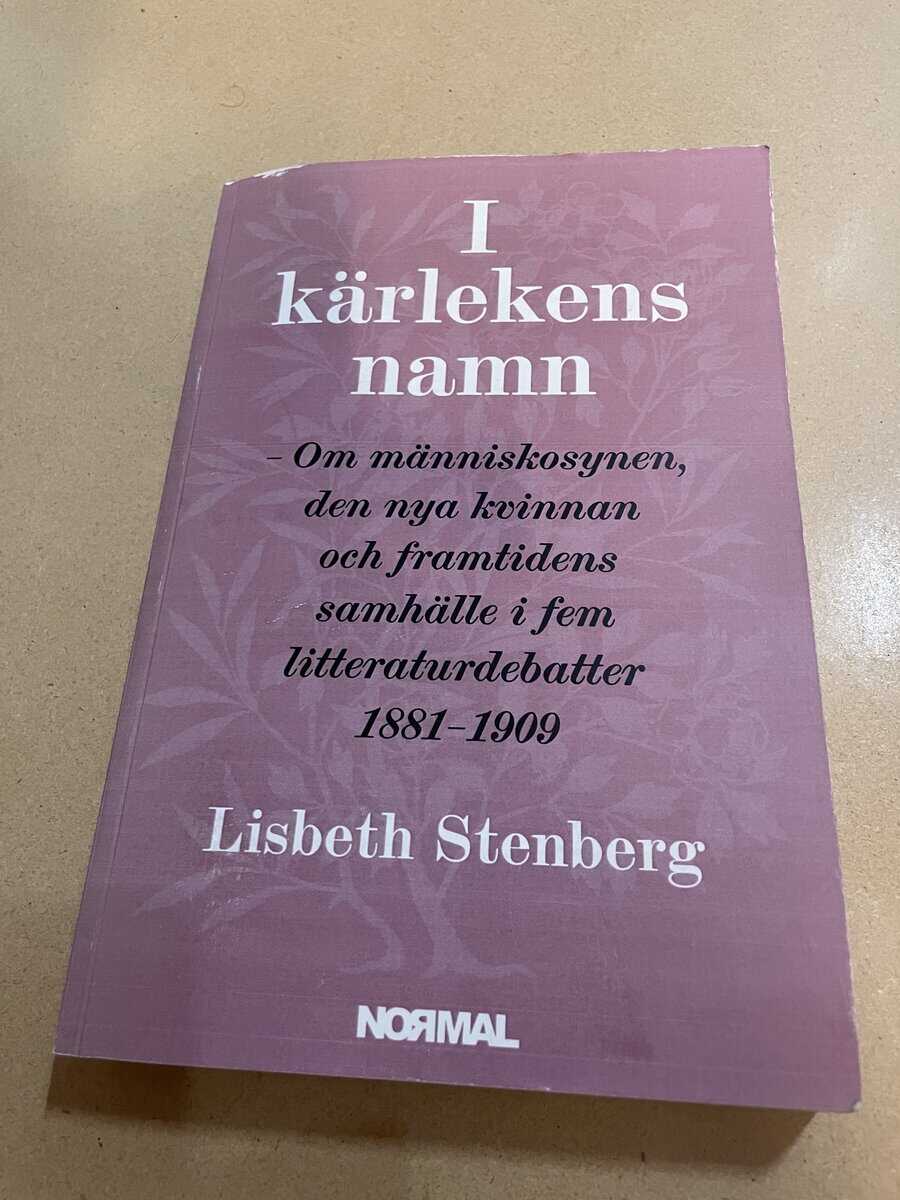 I
kärlekens
namn
– Om människosynen,
den nya kvinnan
och framtidens
samhälle i fem
litteraturdebatter
1881–1909
Lisbeth Stenberg
NORMAL